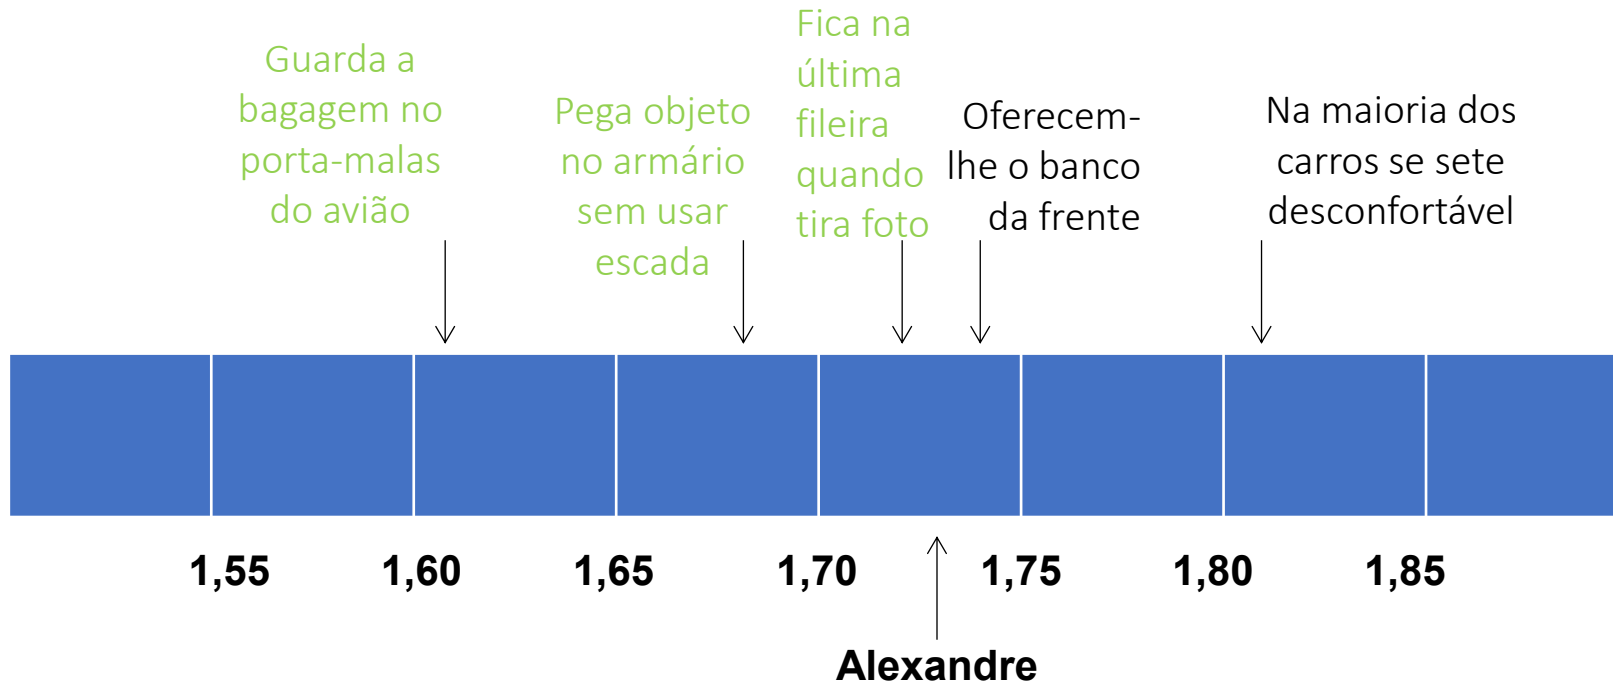 Guarda a
bagagem no
porta-malas
do avião
Pega objeto
no armário
sem usar
escada
Fica na
última
fileira
quando
tira foto
Oferecem-
lhe o banco
da frente
Na maioria dos
carros se sete
desconfortável
1,55
1,60
1,65
1,70
1,75
1,80
1,85
Alexandre